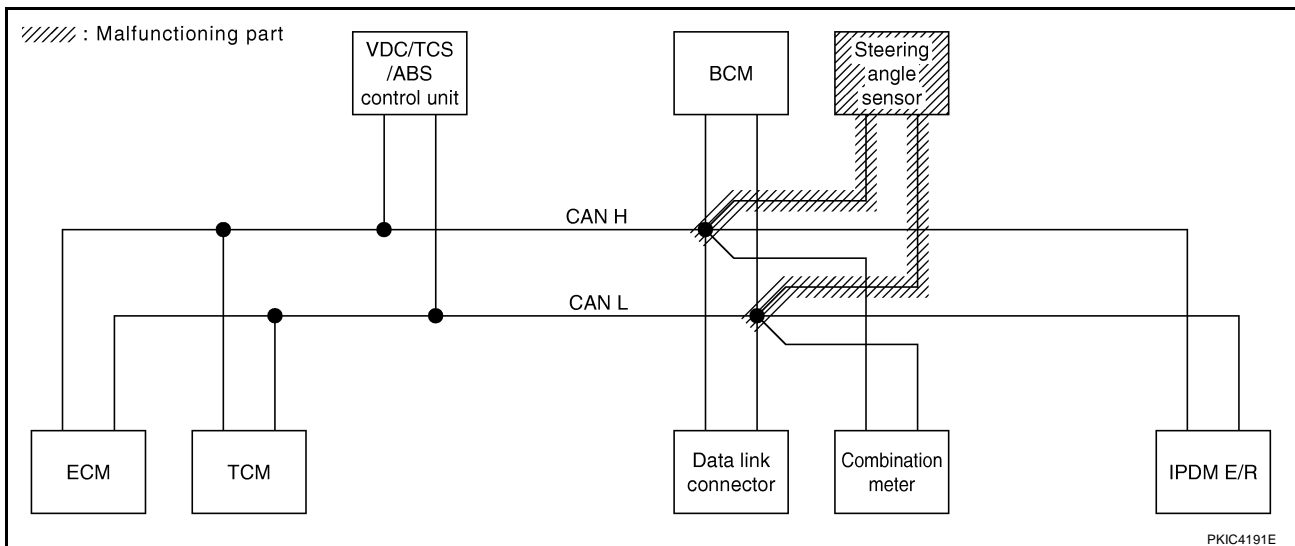 : Malfunctioning part
VDC/TCS
/ABS
control unit
BCM
Steering
angle
sensor
CAN H
CAN L
ECM
TCM
Data link
connector
Combination
meter
IPDM E/R
PKIC4191E